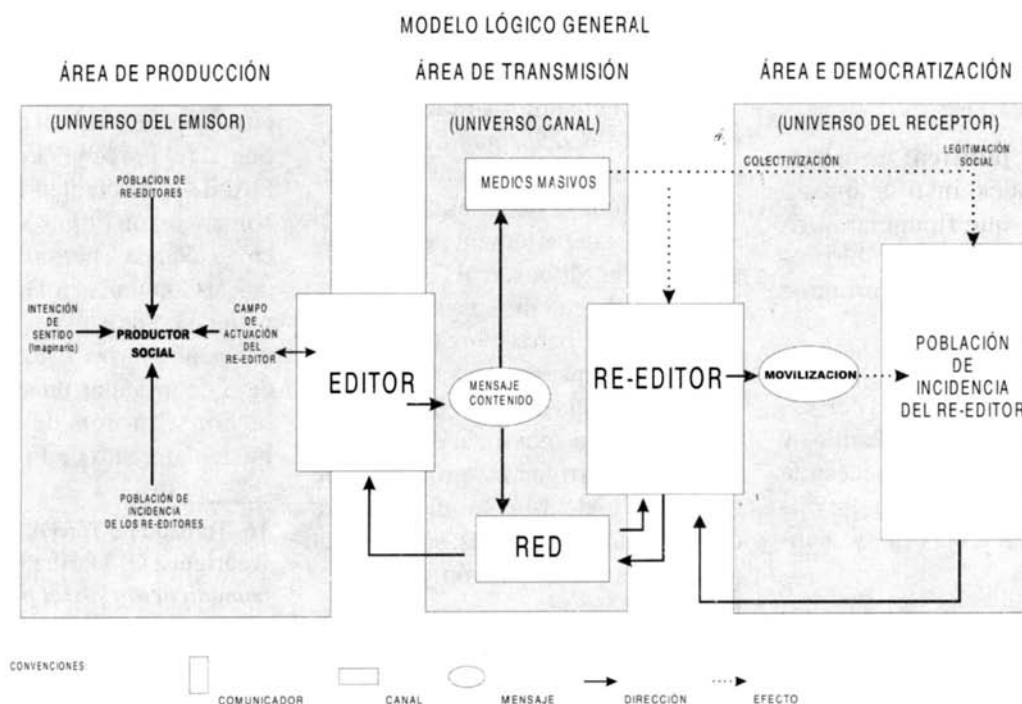 MODELO LÓGICO GENERAL
ÁREA DE PRODUCCIÓN
ÁREA DE TRANSMISIÓN
ÁREA E DEMOCRATIZACIÓN
(UNIVERSO DEL EMISOR)
(UNIVERSO CANAL)
(UNIVERSO DEL RECEPTOR)
POBLACION DE
RE-EDITORES
MEDIOS MASIVOS
COLECTIVIZACIÓN
LEGITIMACIÓN
SOCIAL
INTENCIÓN
DE
SENTIDO
(Imaginario)
PRODUCTOR
SOCIAL
CAMPO
DE
ACTUACIÓN
DEL
RE-EDITOR
EDITOR
MENSAJE
CONTENIDO
RE-EDITOR
MOVILIZACION
POBLACIÓN
DE
INCIDENCIA
DEL RE-EDITOR
POBLACIÓN DE
INCIDENCIA
DE LOS RE-EDITORES
RED
CONVENCIONES:
COMUNICADOR
CANAL
MENSAJE
DIRECCIÓN
EFECTO